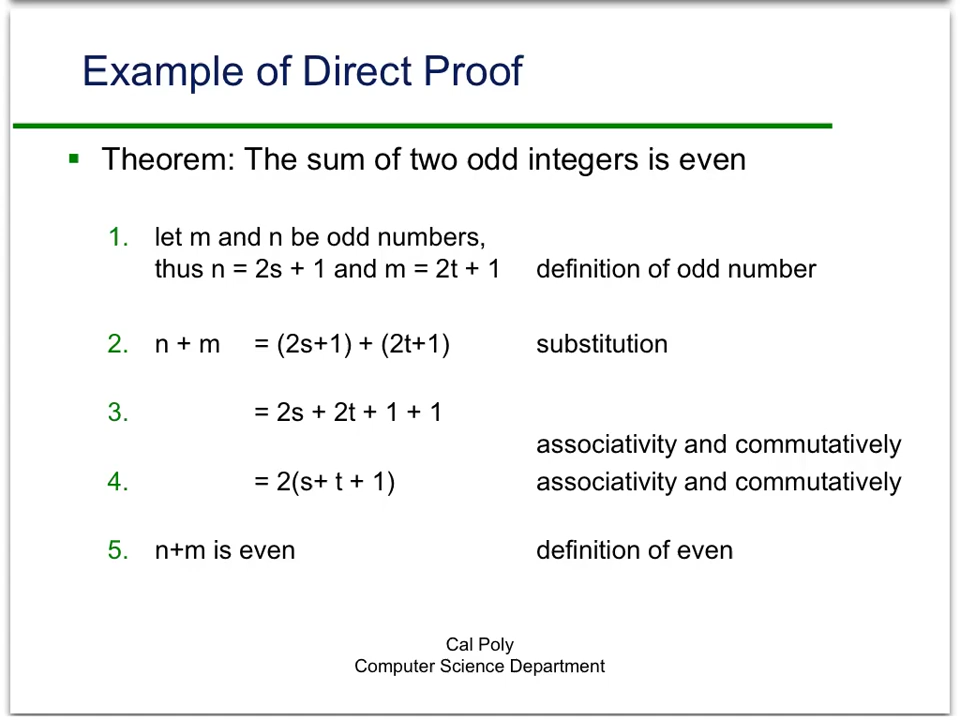 Example of Direct Proof
▪ Theorem: The sum of two odd integers is even
1. let m and n be odd numbers,
thus n = 2s + 1 and m = 2t + 1 definition of odd number
2. n + m = (2s+1) + (2t+1) substitution
3. = 2s + 2t + 1 + 1
associativity and commutatively
4. = 2(s+ t + 1) associativity and commutatively
5. n+m is even definition of even
Cal Poly
Computer Science Department